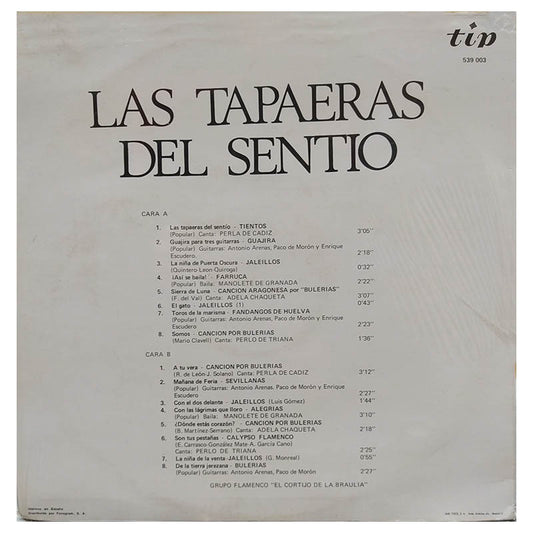 tip
539 003
LAS TAPAERAS
DEL SENTIO
CARA A
1. Las tapaeras del sentío - TIENTOS
(Popular) Canta: PERLA DE CADIZ 3'05''
2. Guajira para tres guitarras - GUAJIRA
(Popular) Guitarras: Antonio Arenas, Paco de Morón y Enrique
Escudero 2'18''
3. La niña de Puerta Oscura - JALEILLOS
(Quintero-Leon-Quiroga) 0'32''
4. ¡Así se baila! - FARRUCA
(Popular) Baila: MANOLETE DE GRANADA 2'22''
5. Sierra de Luna - CANCION ARAGONESA por "BULERIAS"
(F. del Val) Canta: ADELA CHAQUETA 3'07''
6. El gato - JALEILLOS (1) 0'43''
7. Toros de la marisma - FANDANGOS DE HUELVA
(Popular) Guitarras: Antonio Arenas, Paco de Morón y Enrique
Escudero 2'23''
8. Somos - CANCION POR BULERIAS
(Mario Clavell) Canta: PERLO DE TRIANA 1'36''
CARA B
1. A tu vera - CANCION POR BULERIAS
(R. de León-J. Solano) Canta: PERLA DE CADIZ 3'12''
2. Mañana de Feria - SEVILLANAS
(Popular) Guitarras: Antonio Arenas, Paco de Morón y Enrique
Escudero 2'27''
3. Con el dos delante - JALEILLOS (Luis Gómez) 1'44''
4. Con las lágrimas que lloro - ALEGRIAS
(Popular) Baila: MANOLETE DE GRANADA 3'10''
5. ¿Dónde estás corazón? - CANCION POR BULERIAS
(B. Martínez-Serrano) Canta: ADELA CHAQUETA 2'18''
6. Son tus pestañas - CALYPSO FLAMENCO
(E. Carrasco-González Mate-A. García Cano)
Canta: PERLO DE TRIANA 2'25''
7. La niña de la venta - JALEILLOS (G. Monreal) 0'55''
8. De la tierra jerezana - BULERIAS
(Popular) Guitarras: Antonio Arenas, Paco de Morón 2'27''
GRUPO FLAMENCO "EL CORTIJO DE LA BRAULIA"
Impreso en España
Distribuido por Fonogram, S. A.